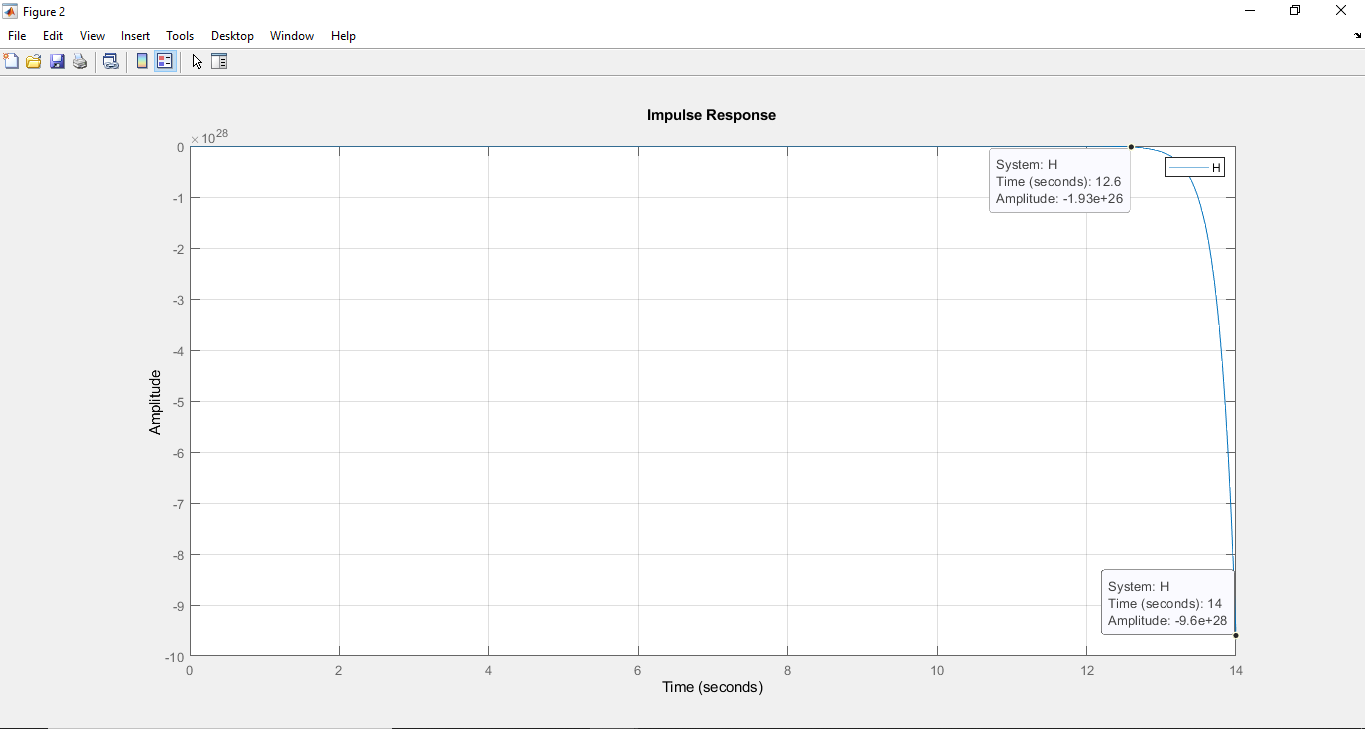 Figure 2
File Edit View Insert Tools Desktop Window Help
Impulse Response
×10^28
0
-1
-2
-3
-4
-5
-6
-7
-8
-9
-10
Amplitude
System: H
Time (seconds): 12.6
Amplitude: -1.93e+26
H
System: H
Time (seconds): 14
Amplitude: -9.6e+28
0 2 4 6 8 10 12 14
Time (seconds)